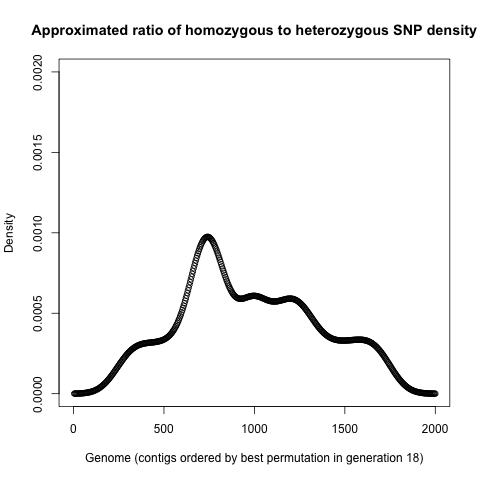 Approximated ratio of homozygous to heterozygous SNP density
0.0020
0.0015
0.0010
0.0005
0.0000
Density
0 500 1000 1500 2000
Genome (contigs ordered by best permutation in generation 18)